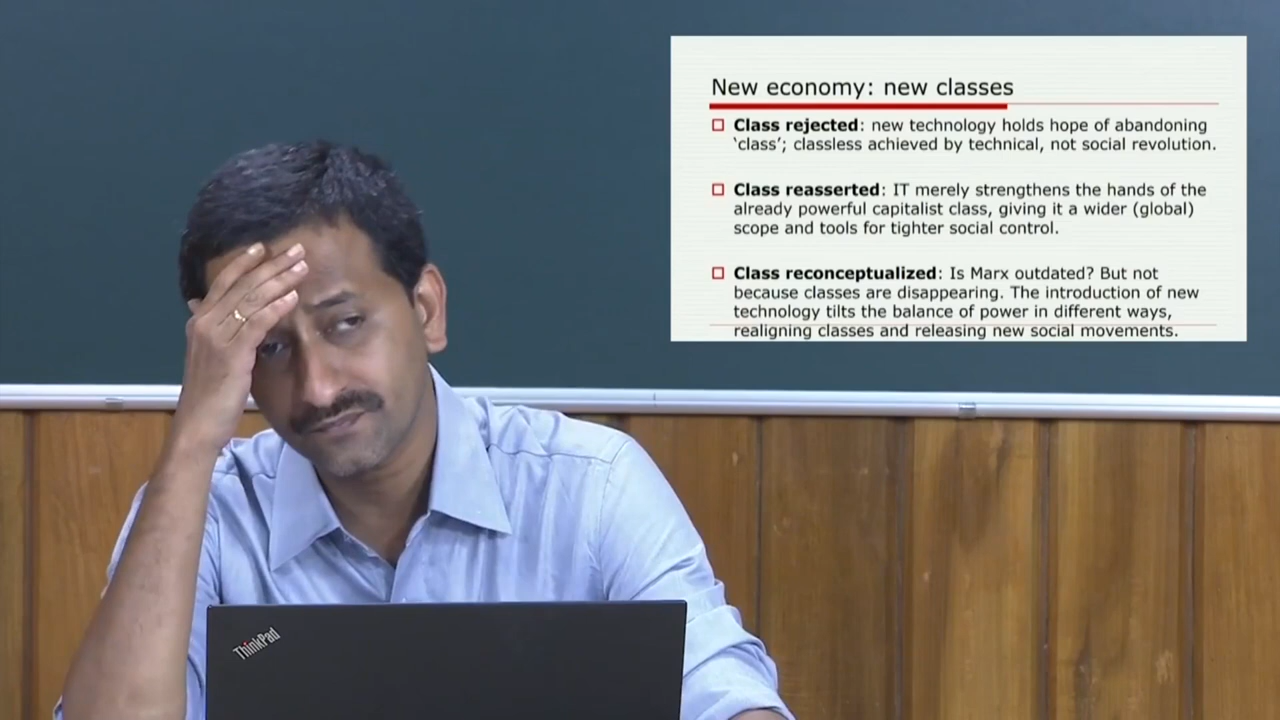 New economy: new classes
Class rejected: new technology holds hope of abandoning
‘class’; classless achieved by technical, not social revolution.
Class reasserted: IT merely strengthens the hands of the
already powerful capitalist class, giving it a wider (global)
scope and tools for tighter social control.
Class reconceptualized: Is Marx outdated? But not
because classes are disappearing. The introduction of new
technology tilts the balance of power in different ways,
realigning classes and releasing new social movements.
ThinkPad